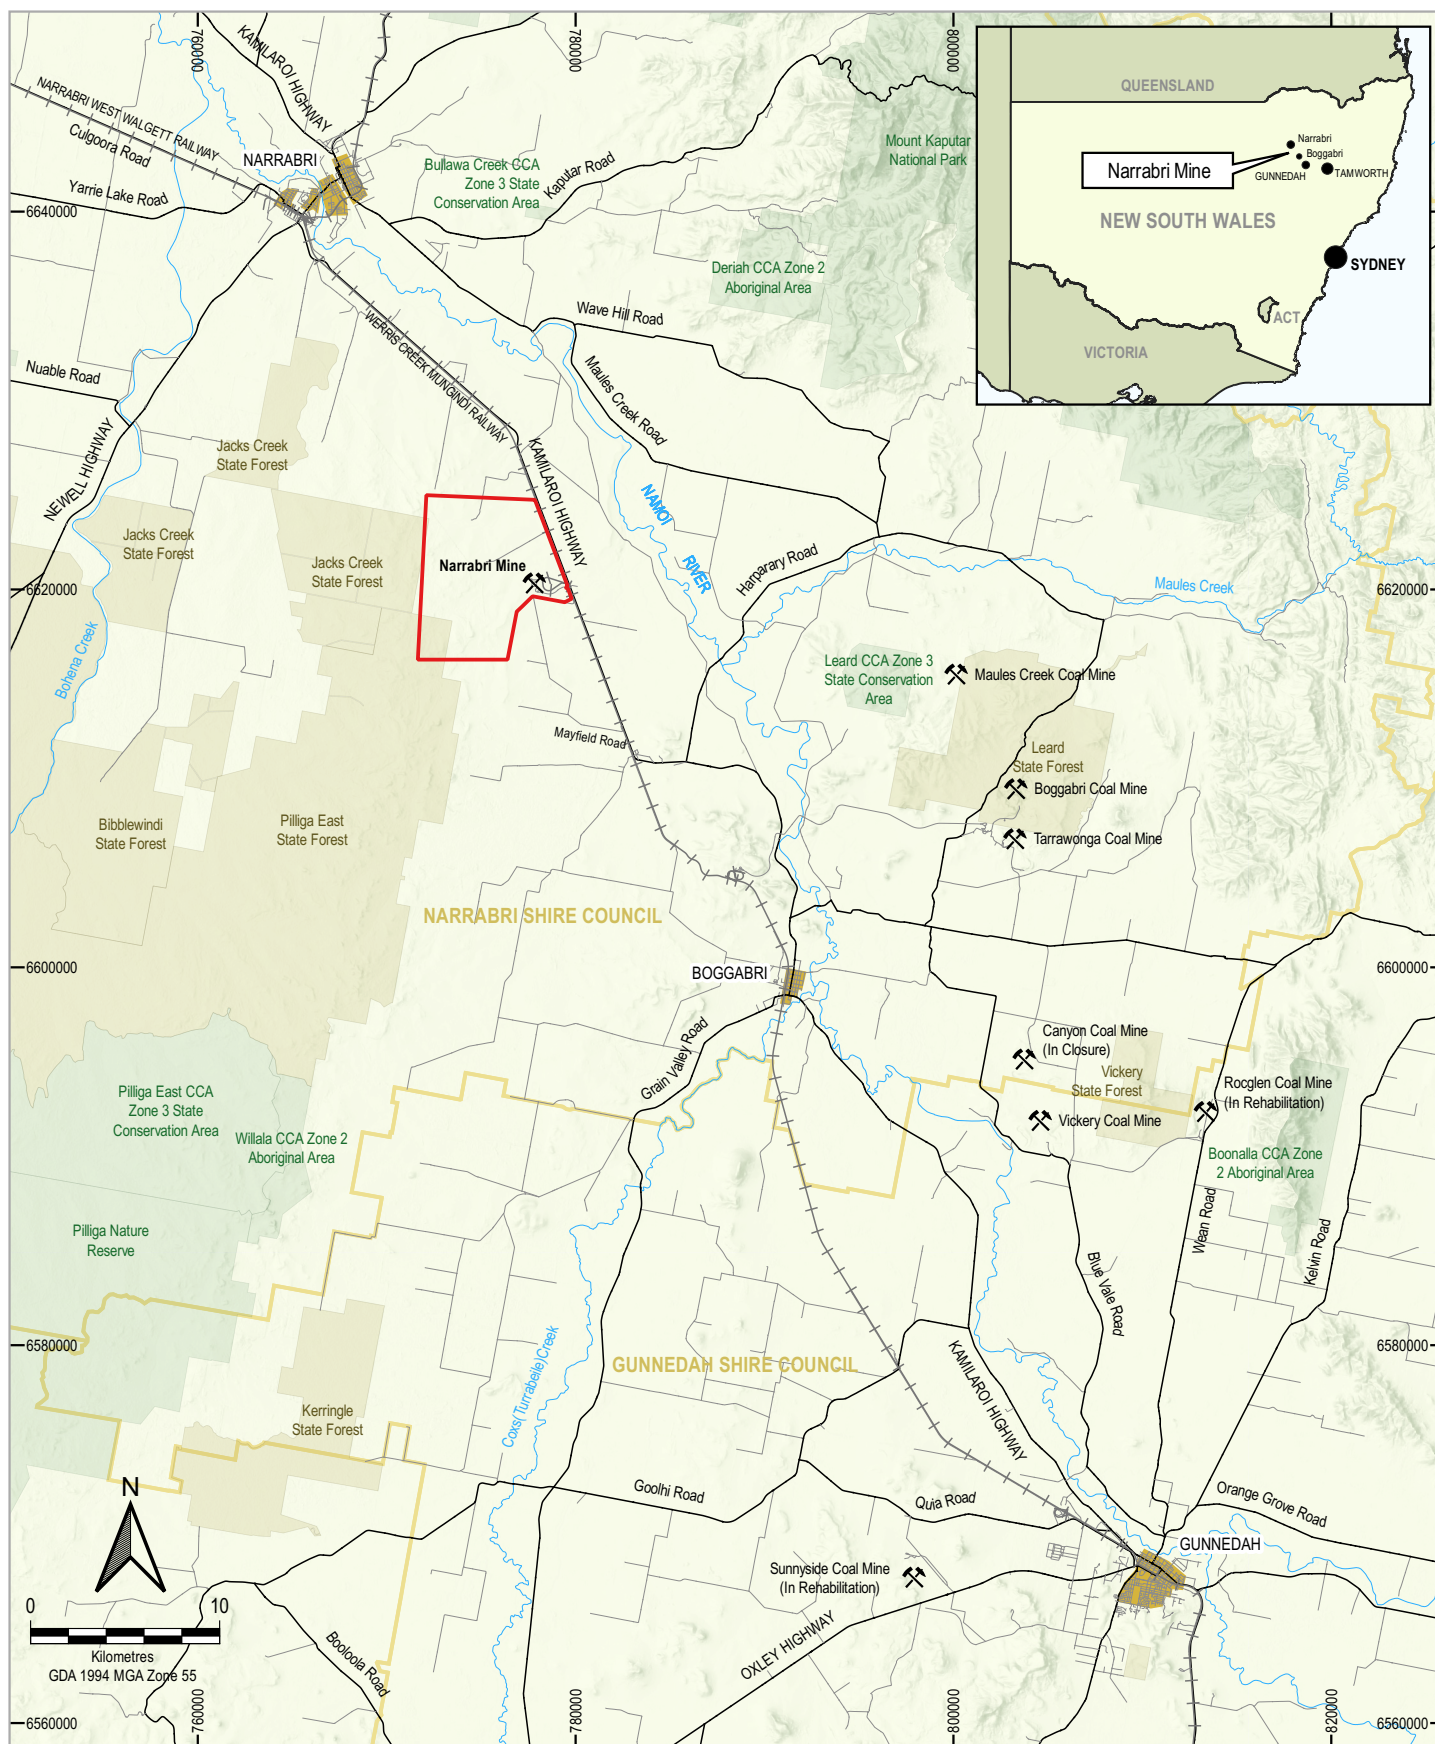 760000
780000
800000
KAMILAROI HIGHWAY
NARRABRI WEST WALGETT RAILWAY
Culgoora Road
NARRABRI
Yarrie Lake Road
6640000
Bullawa Creek CCA
Zone 3 State
Conservation Area
Kaputar Road
Mount Kaputar
National Park
QUEENSLAND
Narrabri
Boggabri
Narrabri Mine
GUNNEDAH
TAMWORTH
NEW SOUTH WALES
SYDNEY
ACT
VICTORIA
Deriah CCA Zone 2
Aboriginal Area
Wave Hill Road
WERRIS CREEK MUNGINDI RAILWAY
Maules Creek Road
Nuable Road
NEWELL HIGHWAY
Jacks Creek
State Forest
KAMILAROI HIGHWAY
NAMOI
RIVER
Jacks Creek
State Forest
Jacks Creek
State Forest
Narrabri Mine
Harparary Road
Maules Creek
6620000
6620000
Bohena Creek
Leard CCA Zone 3
State Conservation
Area
Maules Creek Coal Mine
Mayfield Road
Leard
State Forest
Boggabri Coal Mine
Tarrawonga Coal Mine
Bibblewindi
State Forest
Pilliga East
State Forest
NARRABRI SHIRE COUNCIL
6600000
BOGGABRI
6600000
Grain Valley Road
Canyon Coal Mine
(In Closure)
Vickery
State Forest
Rocglen Coal Mine
(In Rehabilitation)
Vickery Coal Mine
Pilliga East CCA
Zone 3 State
Conservation Area
Willala CCA Zone 2
Aboriginal Area
Boonalla CCA Zone
2 Aboriginal Area
Pilliga Nature
Reserve
Wean Road
Kelvin Road
Blue Vale Road
6580000
6580000
Coxs(Turrabeile)Creek
GUNNEDAH SHIRE COUNCIL
KAMILAROI HIGHWAY
Kerringle
State Forest
N
Goolhi Road
Quia Road
Orange Grove Road
GUNNEDAH
Sunnyside Coal Mine
(In Rehabilitation)
0
10
Kilometres
GDA 1994 MGA Zone 55
Booloola Road
OXLEY HIGHWAY
6560000
760000
780000
800000
820000
6560000